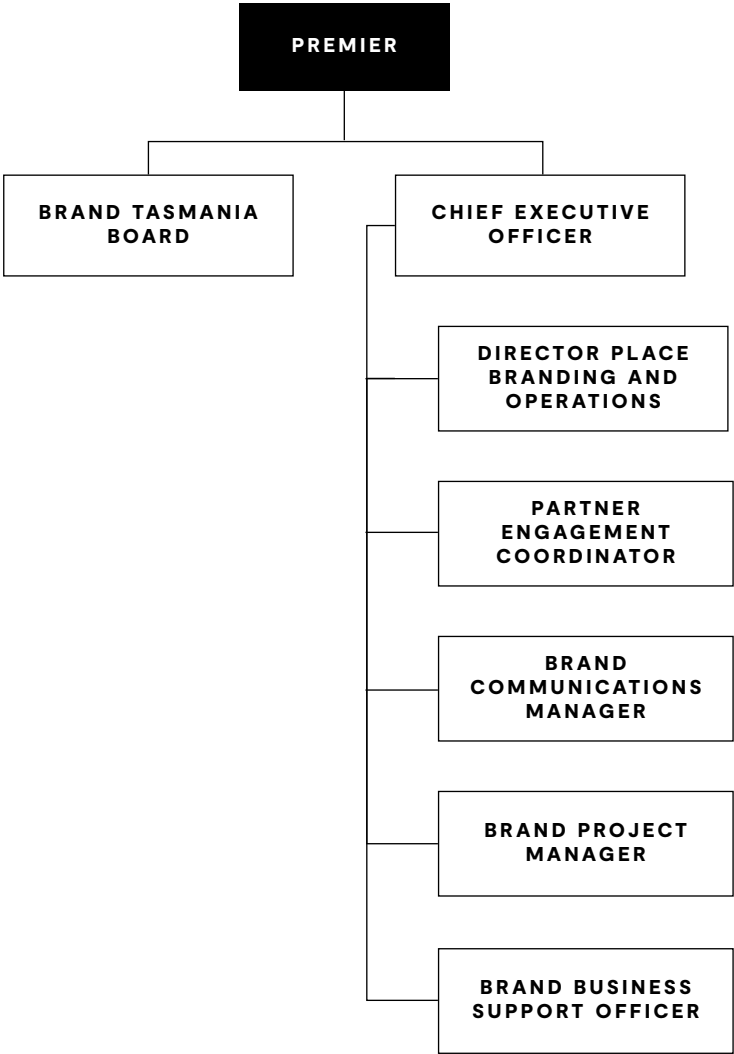 PREMIER
BRAND TASMANIA
BOARD
CHIEF EXECUTIVE
OFFICER
DIRECTOR PLACE
BRANDING AND
OPERATIONS
PARTNER
ENGAGEMENT
COORDINATOR
BRAND
COMMUNICATIONS
MANAGER
BRAND PROJECT
MANAGER
BRAND BUSINESS
SUPPORT OFFICER